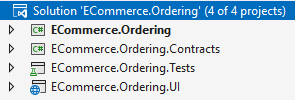 Solution 'ECommerce.Ordering' (4 of 4 projects)
C# ECommerce.Ordering
C# ECommerce.Ordering.Contracts
ECommerce.Ordering.Tests
ECommerce.Ordering.UI